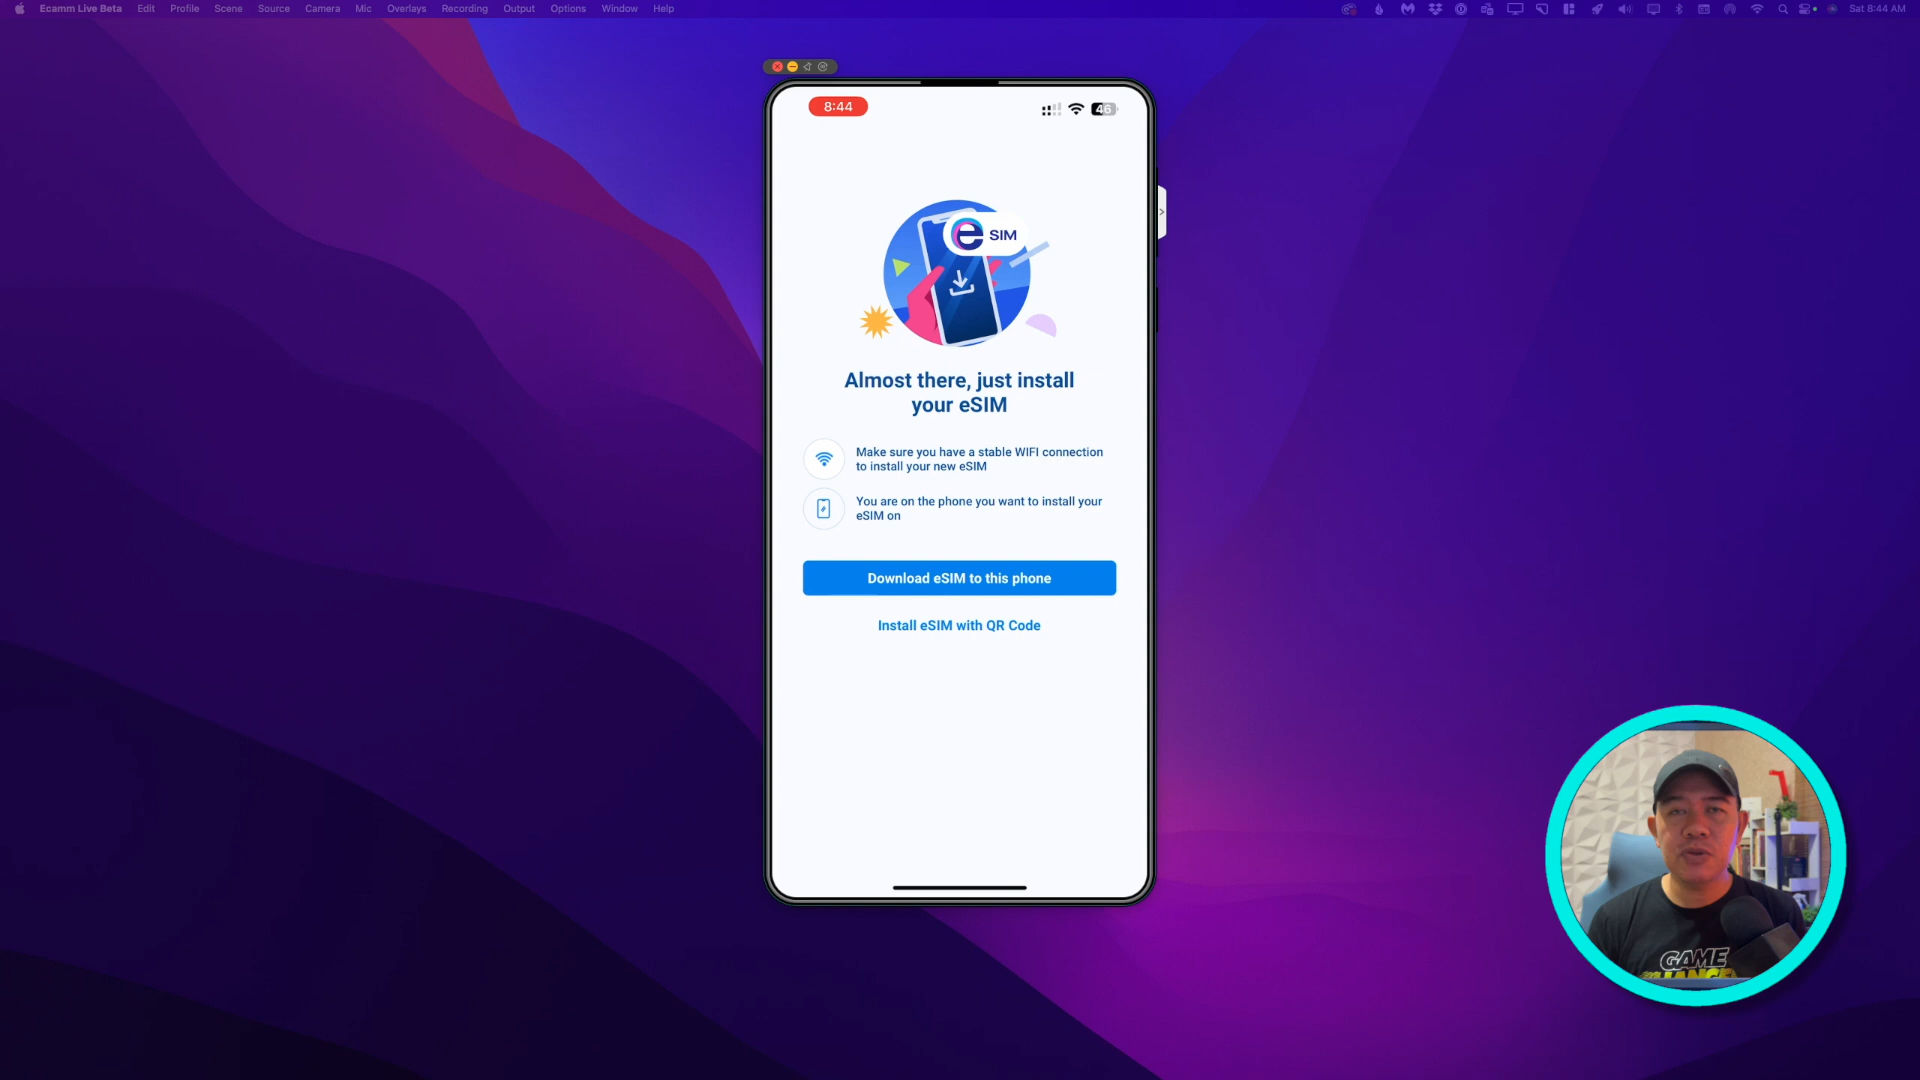 Ecamm Live Beta Edit Profile Scene Source Camera Mic Overlays Recording Output Options Window Help Sat 8:44 AM
8:44
46
e SIM
Almost there, just install
your eSIM
Make sure you have a stable WIFI connection
to install your new eSIM
You are on the phone you want to install your
eSIM on
Download eSIM to this phone
Install eSIM with QR Code
GAME